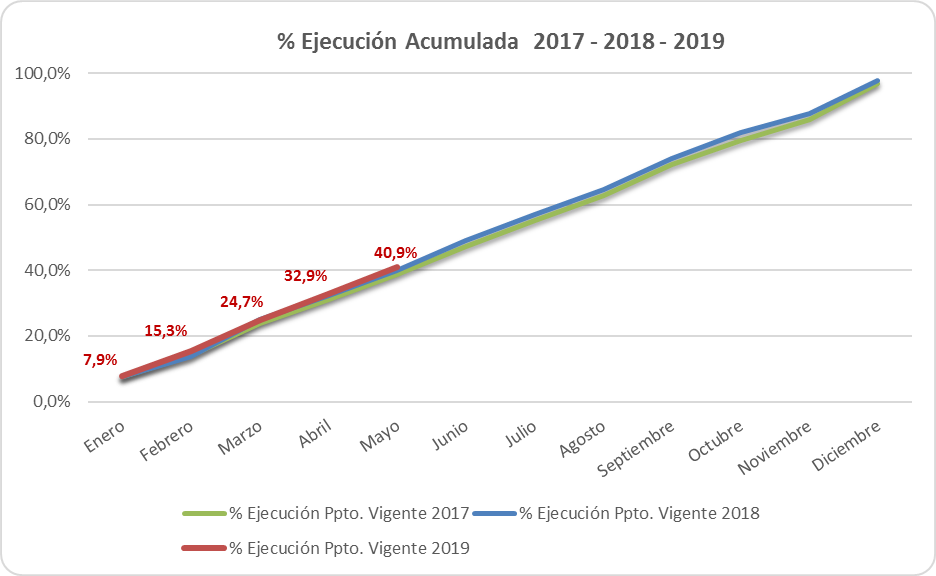 % Ejecución Acumulada 2017 - 2018 - 2019
100,0%
80,0%
60,0%
40,0%
20,0%
0,0%
7,9%
15,3%
24,7%
32,9%
40,9%
Enero
Febrero
Marzo
Abril
Mayo
Junio
Julio
Agosto
Septiembre
Octubre
Noviembre
Diciembre
% Ejecución Ppto. Vigente 2017
% Ejecución Ppto. Vigente 2018
% Ejecución Ppto. Vigente 2019